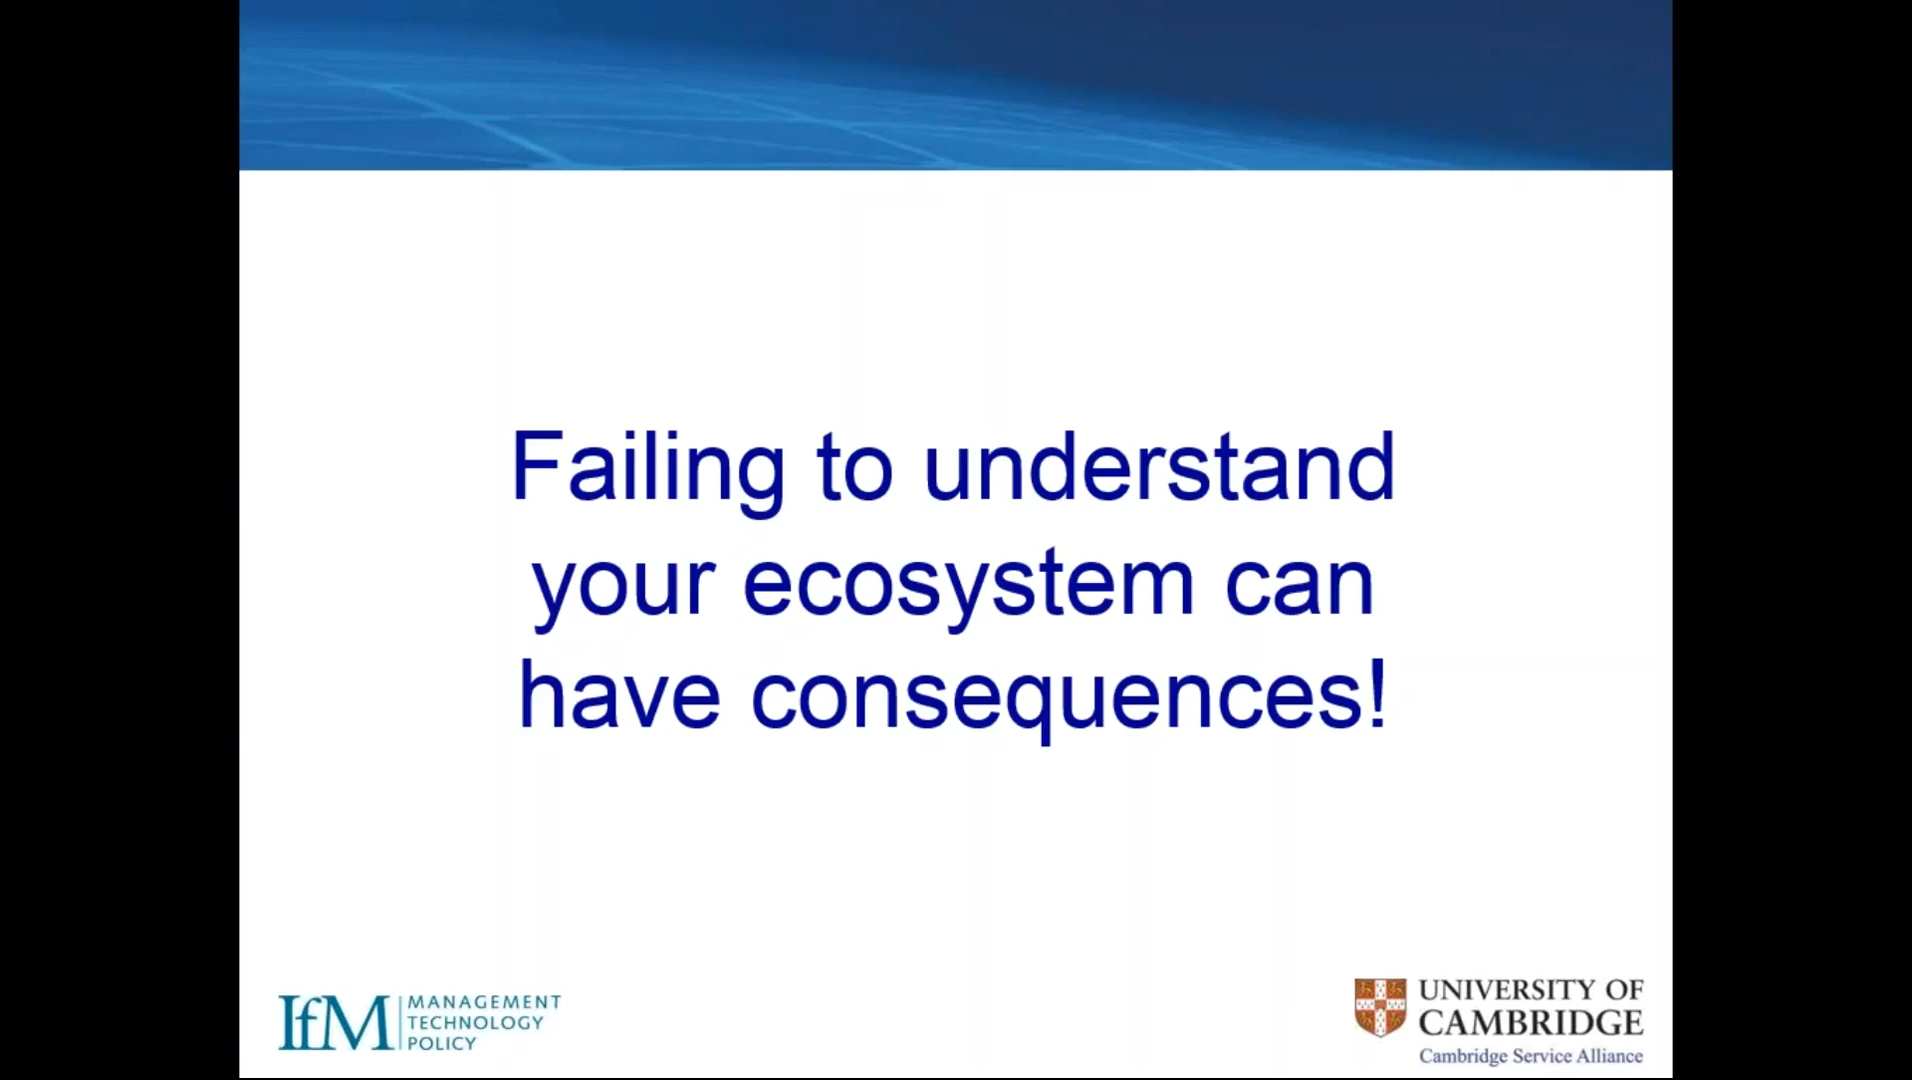 Failing to understand
your ecosystem can
have consequences!
IfM
MANAGEMENT
TECHNOLOGY
POLICY
UNIVERSITY OF
CAMBRIDGE
Cambridge Service Alliance